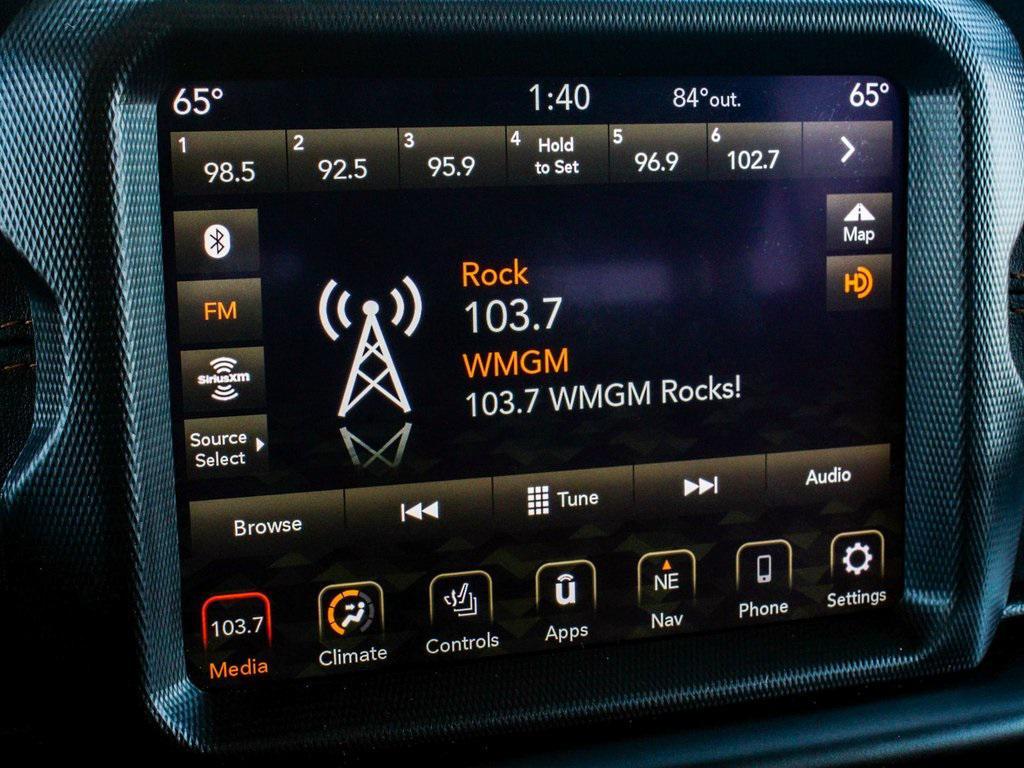 65° 1:40 84°out. 65°
1 98.5 2 92.5 3 95.9 4 Hold to Set 5 96.9 6 102.7
Map
HD
FM
SiriusXM
Source
Select
Rock
103.7
WMGM
103.7 WMGM Rocks!
Browse Tune Audio
103.7 û NE
Media Climate Controls Apps Nav Phone Settings